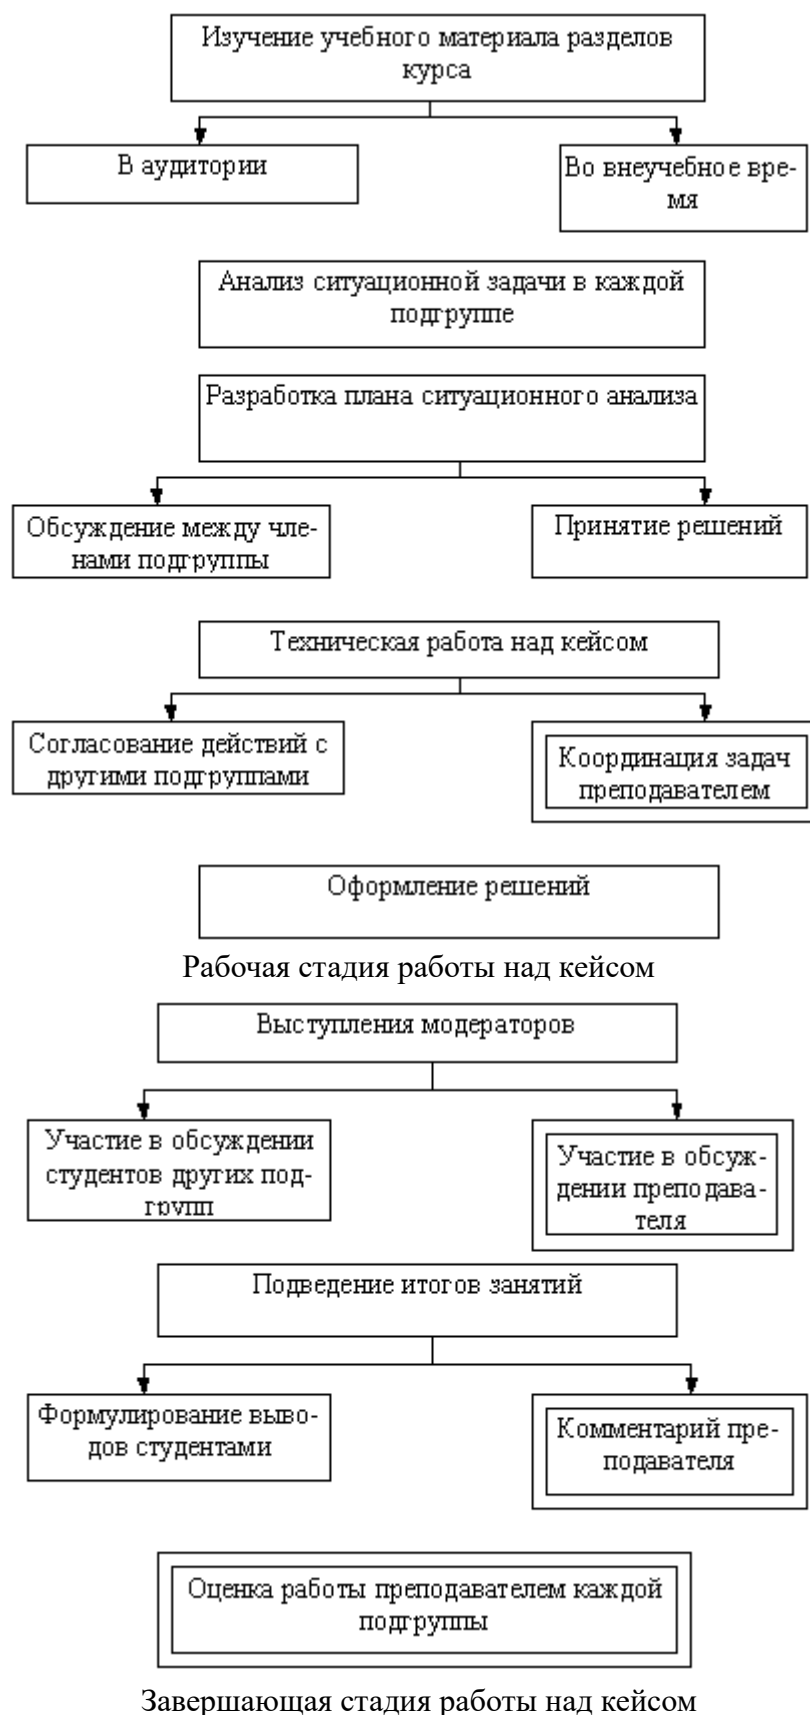 Изучение учебного материала разделов
курса
В аудитории
Во внеучебное вре-
мя
Анализ ситуационной задачи в каждой
подгруппе
Разработка плана ситуационного анализа
Обсуждение между чле-
нами подгруппы
Принятие решений
Техническая работа над кейсом
Согласование действий с
другими подгруппами
Координация задач
преподавателем
Оформление решений
Рабочая стадия работы над кейсом
Выступления модераторов
Участие в обсуждении
студентов других под-
групп
Участие в обсуж-
дении преподава-
теля
Подведение итогов занятий
Формулирование выво-
дов студентами
Комментарий пре-
подавателя
Оценка работы преподавателем каждой
подгруппы
Завершающая стадия работы над кейсом